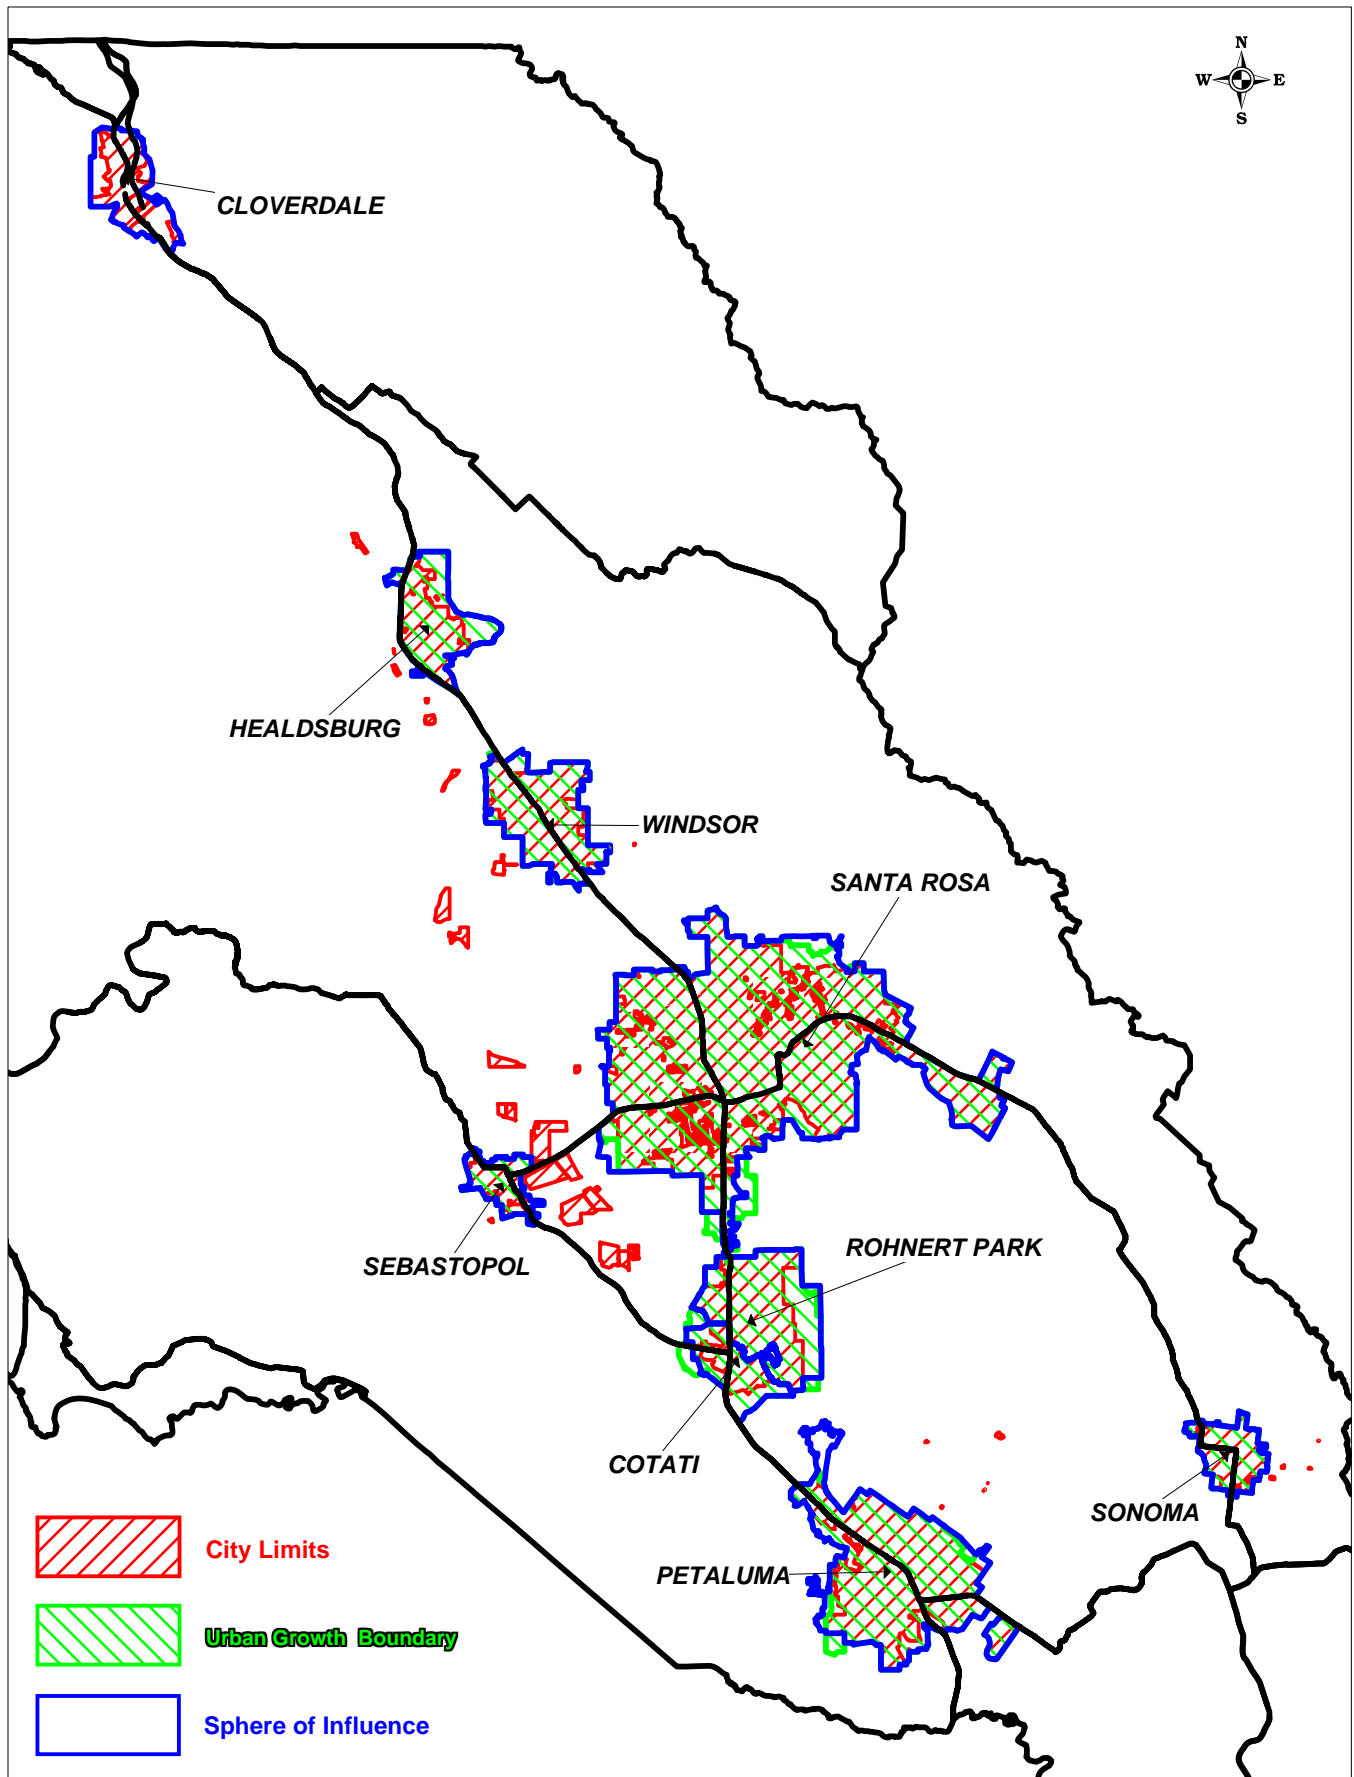 N
W E
S
CLOVERDALE
HEALDSBURG
WINDSOR
SANTA ROSA
ROHNERT PARK
SEBASTOPOL
COTATI
SONOMA
PETALUMA
City Limits
Urban Growth Boundary
Sphere of Influence